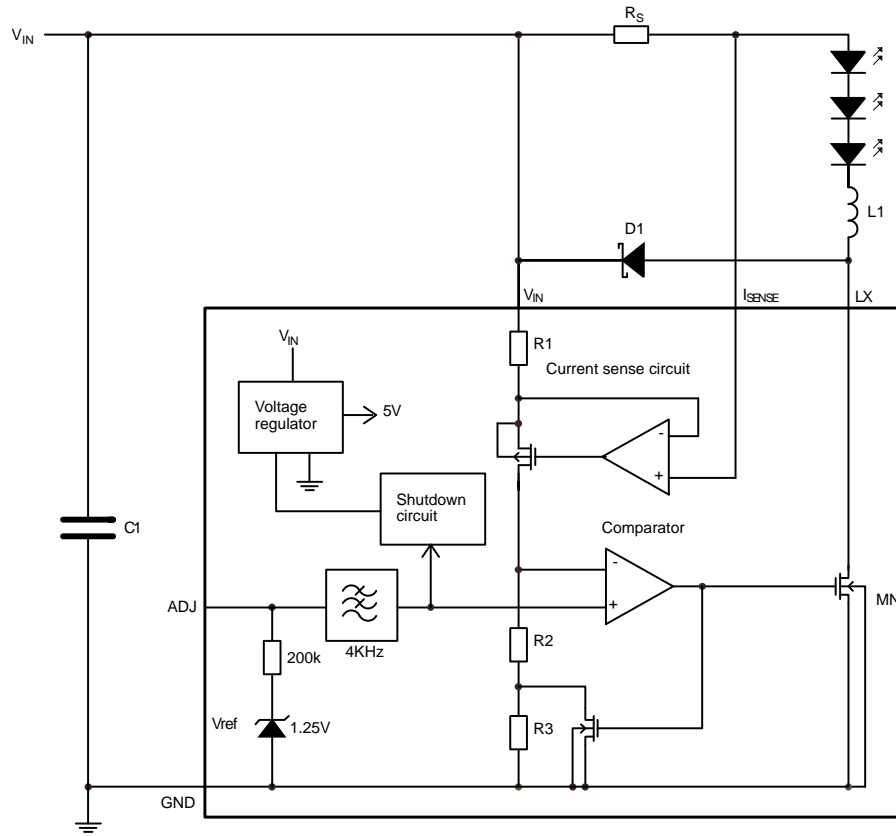 RS
VIN
L1
D1
VIN
ISENSE
LX
R1
VIN
Current sense circuit
Voltage
regulator
5V
-
+
Shutdown
circuit
C1
Comparator
-
+
ADJ
MN
4KHz
R2
200k
Vref
1.25V
R3
GND